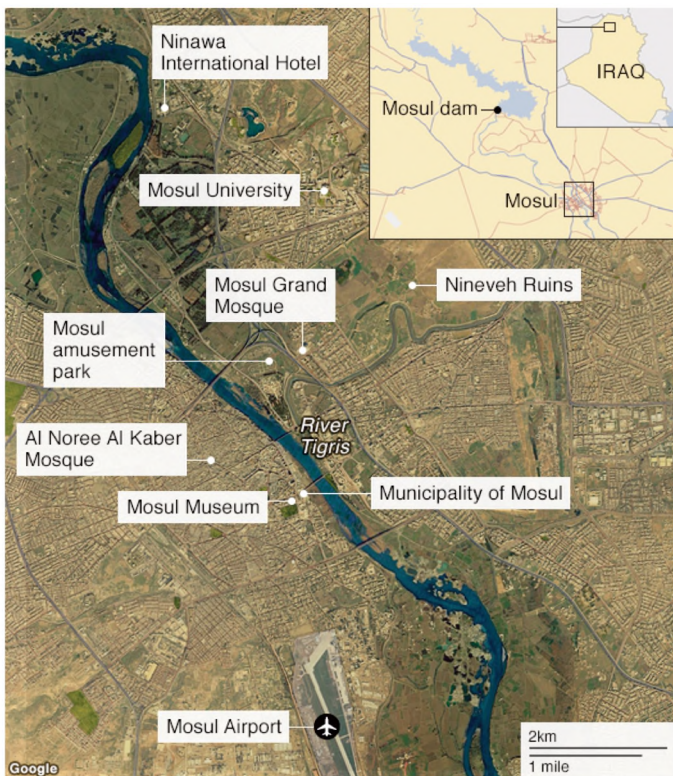 Ninawa
International Hotel
IRAQ
Mosul dam
Mosul University
Mosul
Mosul Grand
Mosque
Nineveh Ruins
Mosul
amusement
park
River
Tigris
Al Noree Al Kaber
Mosque
Mosul Museum
Municipality of Mosul
Mosul Airport
2km
1 mile
Google